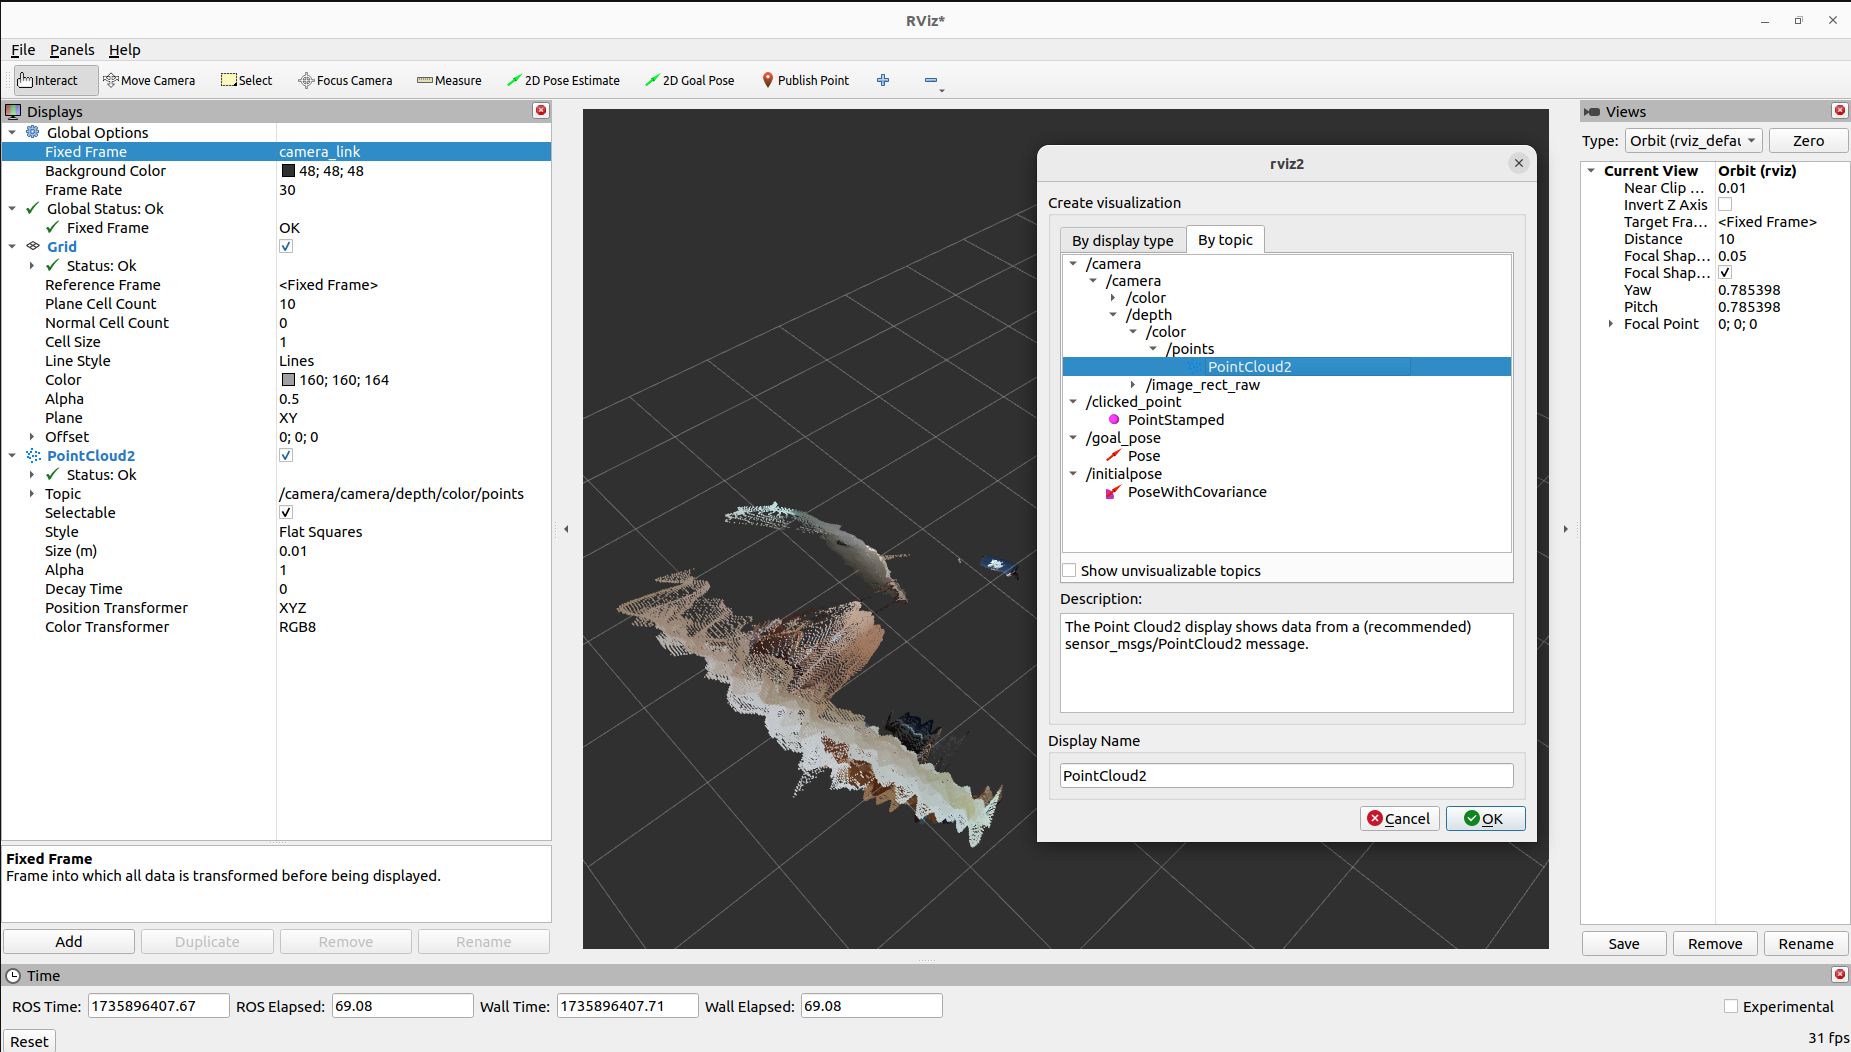 RViz*
File Panels Help
Interact Move Camera Select Focus Camera Measure 2D Pose Estimate 2D Goal Pose Publish Point
Displays
Global Options
Fixed Frame camera_link
Background Color 48; 48; 48
Frame Rate 30
Global Status: Ok
Fixed Frame OK
Grid
Status: Ok
Reference Frame <Fixed Frame>
Plane Cell Count 10
Normal Cell Count 0
Cell Size 1
Line Style Lines
Color 160; 160; 164
Alpha 0.5
Plane XY
Offset 0; 0; 0
PointCloud2
Status: Ok
Topic /camera/camera/depth/color/points
Selectable
Style Flat Squares
Size (m) 0.01
Alpha 1
Decay Time 0
Position Transformer XYZ
Color Transformer RGB8
Fixed Frame
Frame into which all data is transformed before being displayed.
Add Duplicate Remove Rename
rviz2
Create visualization
By display type By topic
/camera
/camera
/color
/depth
/color
/points
PointCloud2
/image_rect_raw
/clicked_point
PointStamped
/goal_pose
Pose
/initialpose
PoseWithCovariance
Show unvisualizable topics
Description:
The Point Cloud2 display shows data from a (recommended)
sensor_msgs/PointCloud2 message.
Display Name
PointCloud2
Cancel OK
Views
Type: Orbit (rviz_defau Zero
Current View Orbit (rviz)
Near Clip ... 0.01
Invert Z Axis
Target Fra... <Fixed Frame>
Distance 10
Focal Shap... 0.05
Focal Shap...
Yaw 0.785398
Pitch 0.785398
Focal Point 0; 0; 0
Save Remove Rename
Time
ROS Time: 1735896407.67 ROS Elapsed: 69.08 Wall Time: 1735896407.71 Wall Elapsed: 69.08 Experimental
Reset 31 fps